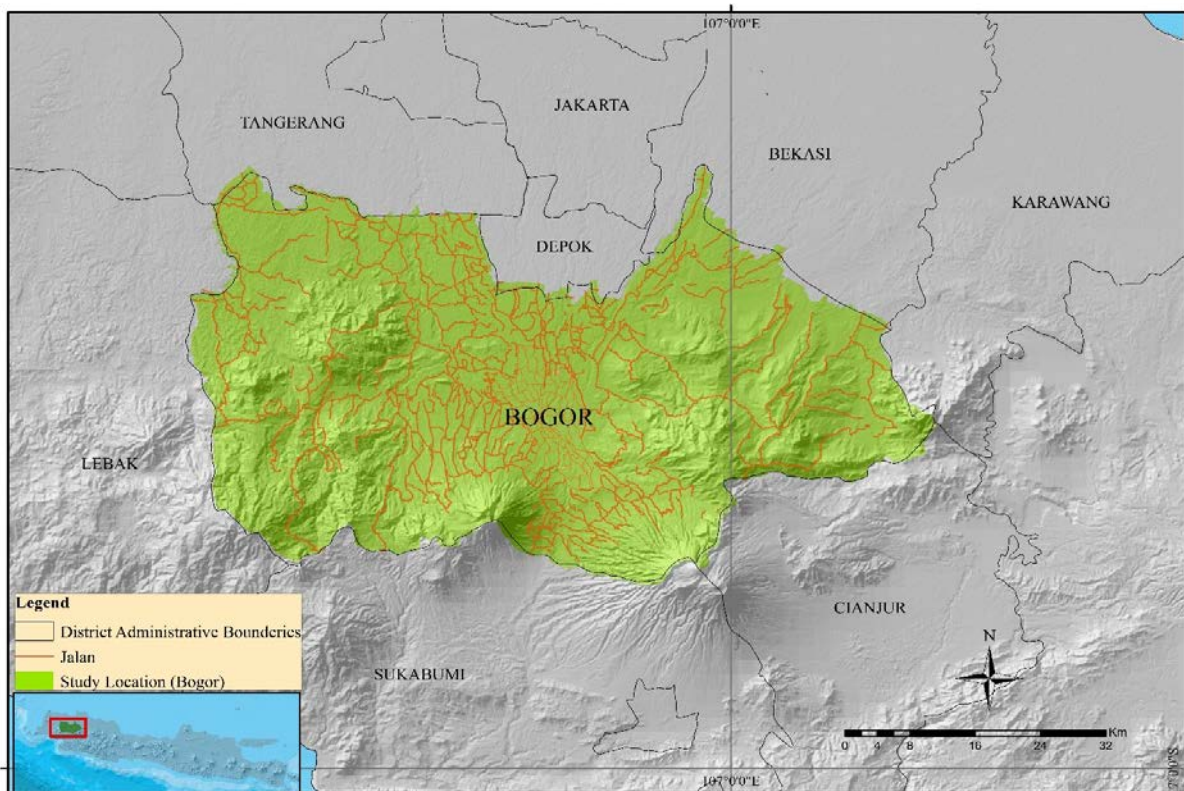 107°0'0"E
JAKARTA
TANGERANG
BEKASI
KARAWANG
DEPOK
BOGOR
LEBAK
CIANJUR
SUKABUMI
N
Legend
District Administrative Bounderies
Jalan
Study Location (Bogor)
Km
0 4 8 16 24 32
107°0'0"E